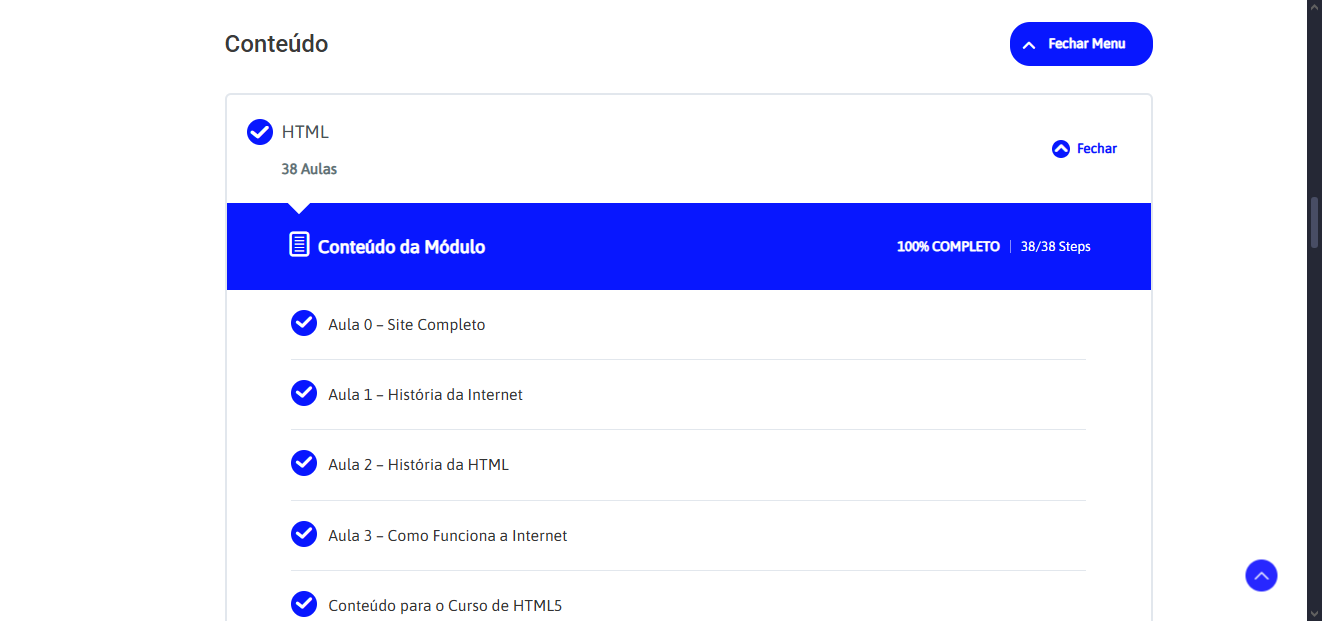 Conteúdo
Fechar Menu
HTML
38 Aulas
Fechar
Conteúdo da Módulo
100% COMPLETO | 38/38 Steps
Aula 0 – Site Completo
Aula 1 – História da Internet
Aula 2 – História da HTML
Aula 3 – Como Funciona a Internet
Conteúdo para o Curso de HTML5